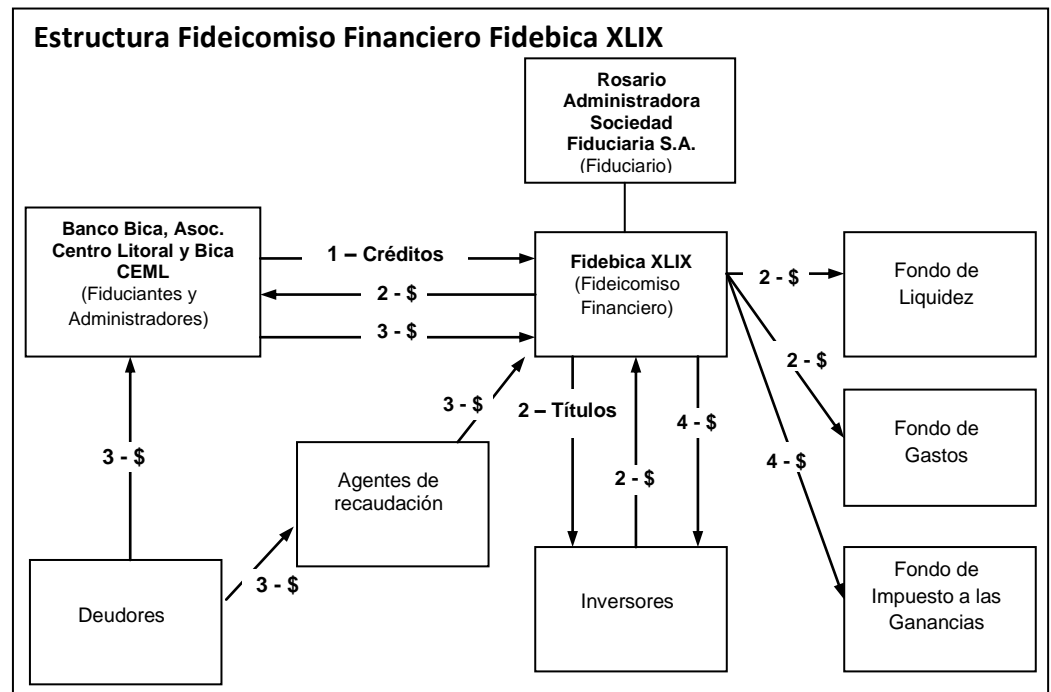 Estructura Fideicomiso Financiero Fidebica XLIX
Rosario
Administradora
Sociedad
Fiduciaria S.A.
(Fiduciario)
Banco Bica, Asoc.
Centro Litoral y Bica
CEML
(Fiduciantes y
Administradores)
1 – Créditos
2 - $
3 - $
Fidebica XLIX
(Fideicomiso
Financiero)
2 - $
Fondo de
Liquidez
2 - $
Fondo de
Gastos
4 - $
Fondo de
Impuesto a las
Ganancias
3 - $
3 - $
2 – Títulos
4 - $
2 - $
Agentes de
recaudación
3 - $
Deudores
Inversores